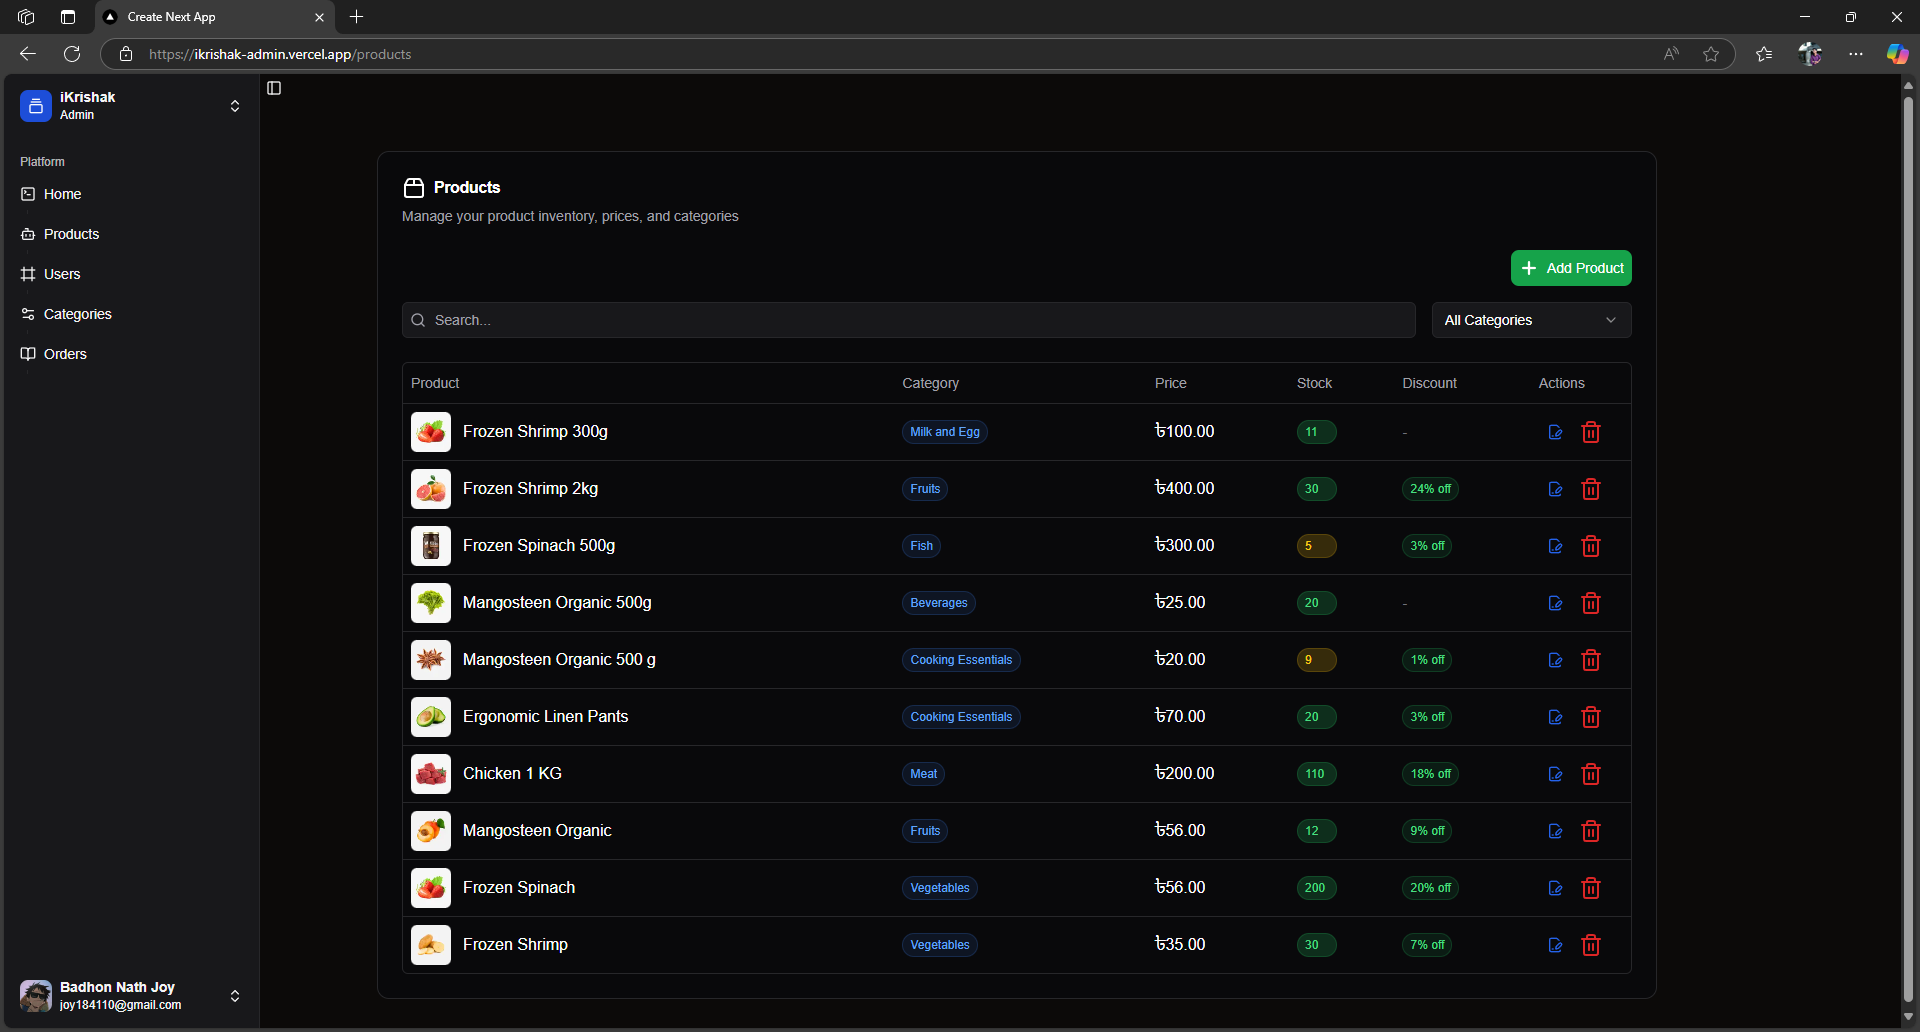 Create Next App
https://ikrishak-admin.vercel.app/products
iKrishak
Admin
Platform
Home
Products
Users
Categories
Orders
Products
Manage your product inventory, prices, and categories
Add Product
Search...
All Categories
Product Category Price Stock Discount Actions
Frozen Shrimp 300g Milk and Egg ৳100.00 11 -
Frozen Shrimp 2kg Fruits ৳400.00 30 24% off
Frozen Spinach 500g Fish ৳300.00 5 3% off
Mangosteen Organic 500g Beverages ৳25.00 20 -
Mangosteen Organic 500 g Cooking Essentials ৳20.00 9 1% off
Ergonomic Linen Pants Cooking Essentials ৳70.00 20 3% off
Chicken 1 KG Meat ৳200.00 110 18% off
Mangosteen Organic Fruits ৳56.00 12 9% off
Frozen Spinach Vegetables ৳56.00 200 20% off
Frozen Shrimp Vegetables ৳35.00 30 7% off
Badhon Nath Joy
joy184110@gmail.com